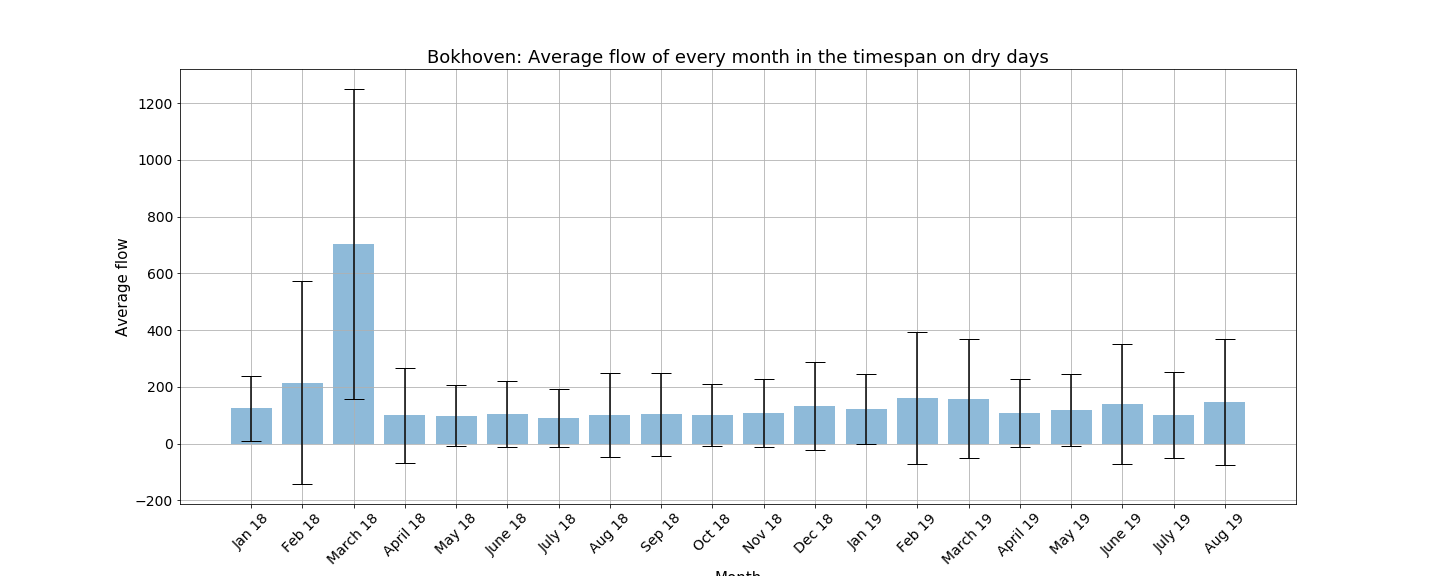 Bokhoven: Average flow of every month in the timespan on dry days
Average flow
1200
1000
800
600
400
200
0
−200
Jan 18
Feb 18
March 18
April 18
May 18
June 18
July 18
Aug 18
Sep 18
Oct 18
Nov 18
Dec 18
Jan 19
Feb 19
March 19
April 19
May 19
June 19
July 19
Aug 19
Month